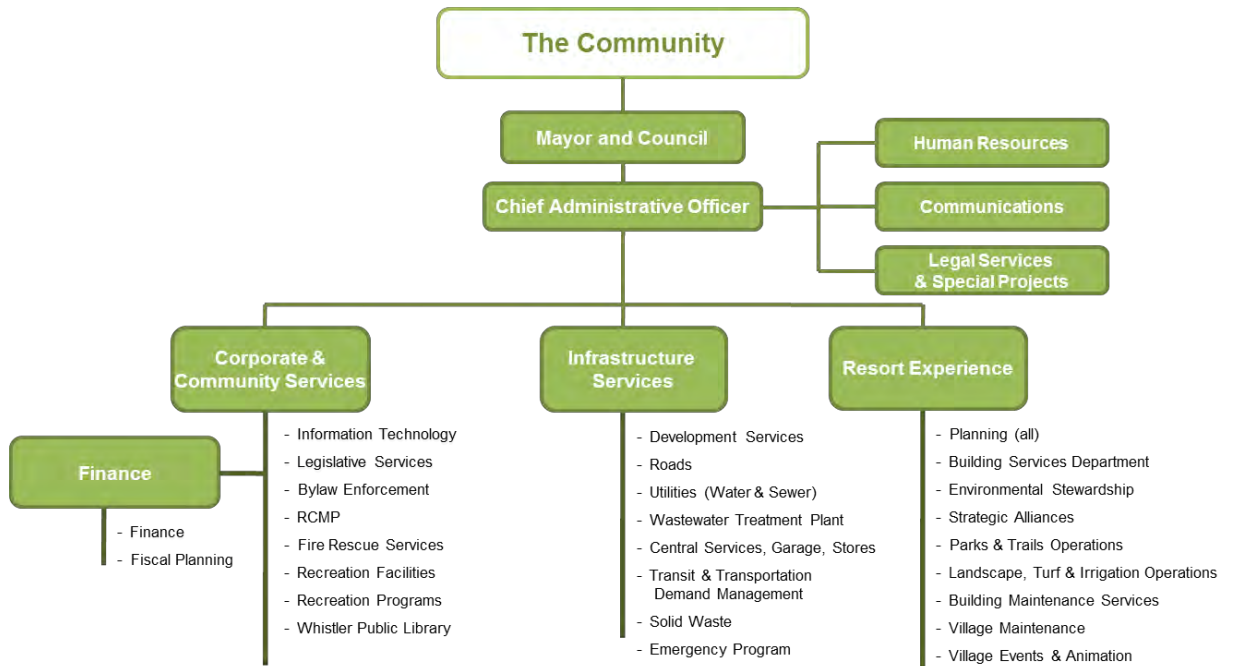 The Community
Mayor and Council
Chief Administrative Officer
Human Resources
Communications
Legal Services
& Special Projects
Corporate &
Community Services
Infrastructure
Services
Resort Experience
Finance
- Finance
- Fiscal Planning
- Information Technology
- Legislative Services
- Bylaw Enforcement
- RCMP
- Fire Rescue Services
- Recreation Facilities
- Recreation Programs
- Whistler Public Library
- Development Services
- Roads
- Utilities (Water & Sewer)
- Wastewater Treatment Plant
- Central Services, Garage, Stores
- Transit & Transportation
Demand Management
- Solid Waste
- Emergency Program
- Planning (all)
- Building Services Department
- Environmental Stewardship
- Strategic Alliances
- Parks & Trails Operations
- Landscape, Turf & Irrigation Operations
- Building Maintenance Services
- Village Maintenance
- Village Events & Animation